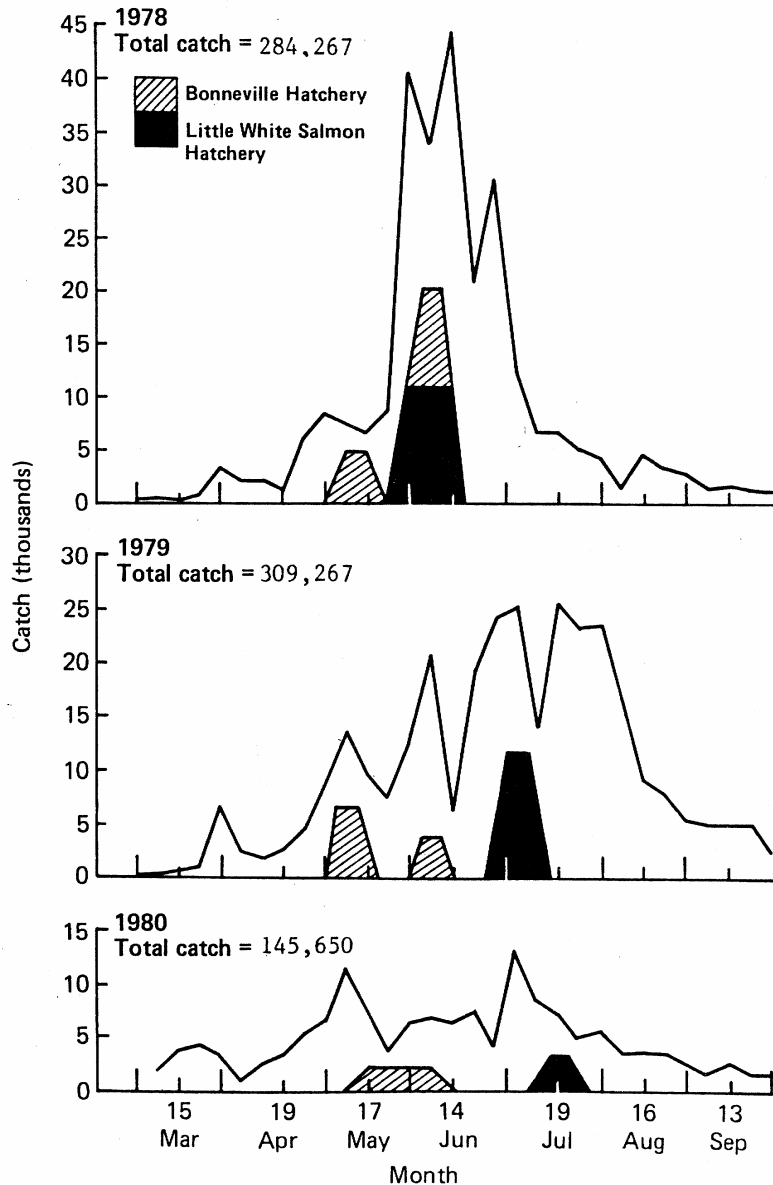 1978
Total catch = 284,267
Bonneville Hatchery
Little White Salmon
Hatchery
45
40
35
30
25
20
15
10
5
0
1979
Total catch = 309,267
30
25
20
15
10
5
0
1980
Total catch = 145,650
15
10
5
0
Catch (thousands)
15 19 17 14 19 16 13
Mar Apr May Jun Jul Aug Sep
Month